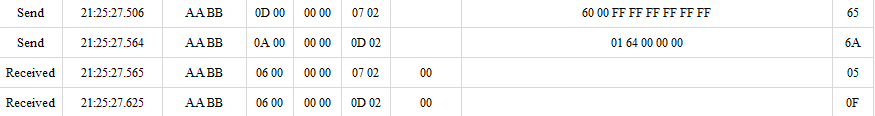 Send 21:25:27.506 AA BB 0D 00 00 00 07 02 60 00 FF FF FF FF FF FF 65
Send 21:25:27.564 AA BB 0A 00 00 00 0D 02 01 64 00 00 00 6A
Received 21:25:27.565 AA BB 06 00 00 00 07 02 00 05
Received 21:25:27.625 AA BB 06 00 00 00 0D 02 00 0F